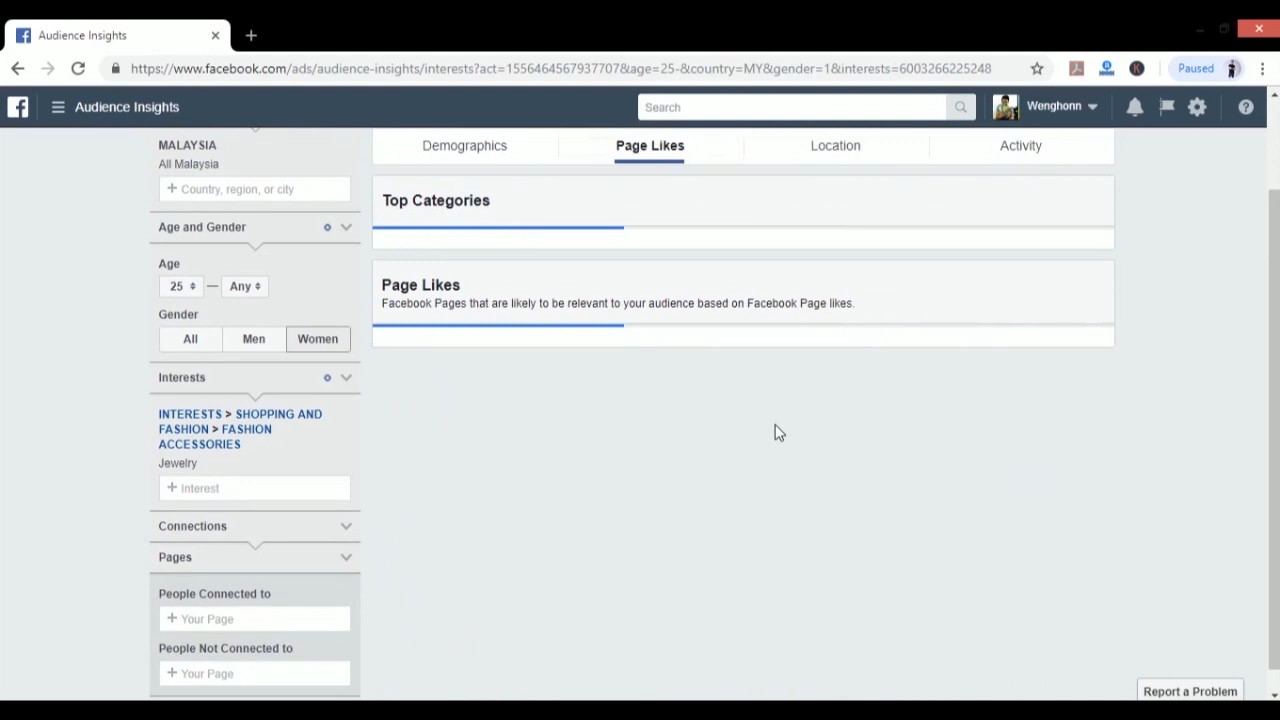 Audience Insights
https://www.facebook.com/ads/audience-insights/interests?act=1556464567937707&age=25-&country=MY&gender=1&interests=6003266225248
Paused
Audience Insights
Search
Wenghonn
MALAYSIA
All Malaysia
+ Country, region, or city
Age and Gender
Age
25 — Any
Gender
All Men Women
Interests
INTERESTS > SHOPPING AND
FASHION > FASHION
ACCESSORIES
Jewelry
+ Interest
Connections
Pages
People Connected to
+ Your Page
People Not Connected to
+ Your Page
Demographics Page Likes Location Activity
Top Categories
Page Likes
Facebook Pages that are likely to be relevant to your audience based on Facebook Page likes.
Report a Problem